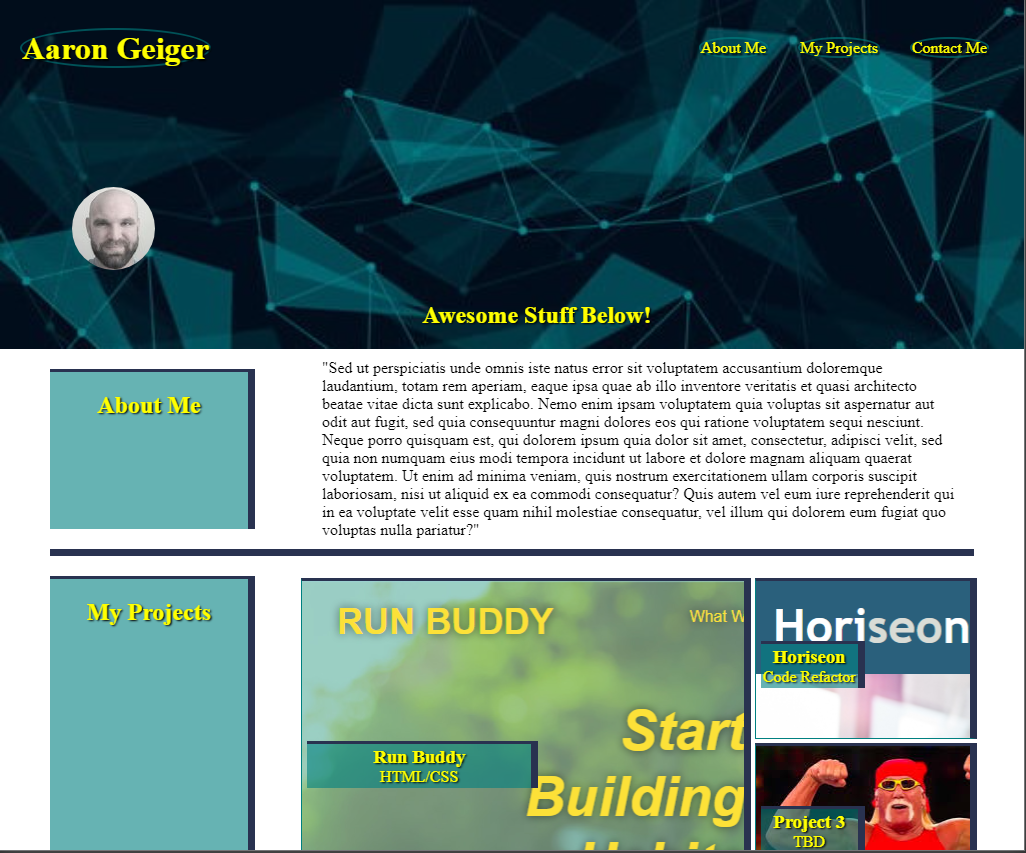 Aaron Geiger
About Me
My Projects
Contact Me
Awesome Stuff Below!
About Me
"Sed ut perspiciatis unde omnis iste natus error sit voluptatem accusantium doloremque
laudantium, totam rem aperiam, eaque ipsa quae ab illo inventore veritatis et quasi architecto
beatae vitae dicta sunt explicabo. Nemo enim ipsam voluptatem quia voluptas sit aspernatur aut
odit aut fugit, sed quia consequuntur magni dolores eos qui ratione voluptatem sequi nesciunt.
Neque porro quisquam est, qui dolorem ipsum quia dolor sit amet, consectetur, adipisci velit, sed
quia non numquam eius modi tempora incidunt ut labore et dolore magnam aliquam quaerat
voluptatem. Ut enim ad minima veniam, quis nostrum exercitationem ullam corporis suscipit
laboriosam, nisi ut aliquid ex ea commodi consequatur? Quis autem vel eum iure reprehenderit qui
in ea voluptate velit esse quam nihil molestiae consequatur, vel illum qui dolorem eum fugiat quo
voluptas nulla pariatur?"
My Projects
RUN BUDDY
What W
Start
Building
Run Buddy
HTML/CSS
Horiseon
Horiseon
Code Refactor
Project 3
TBD